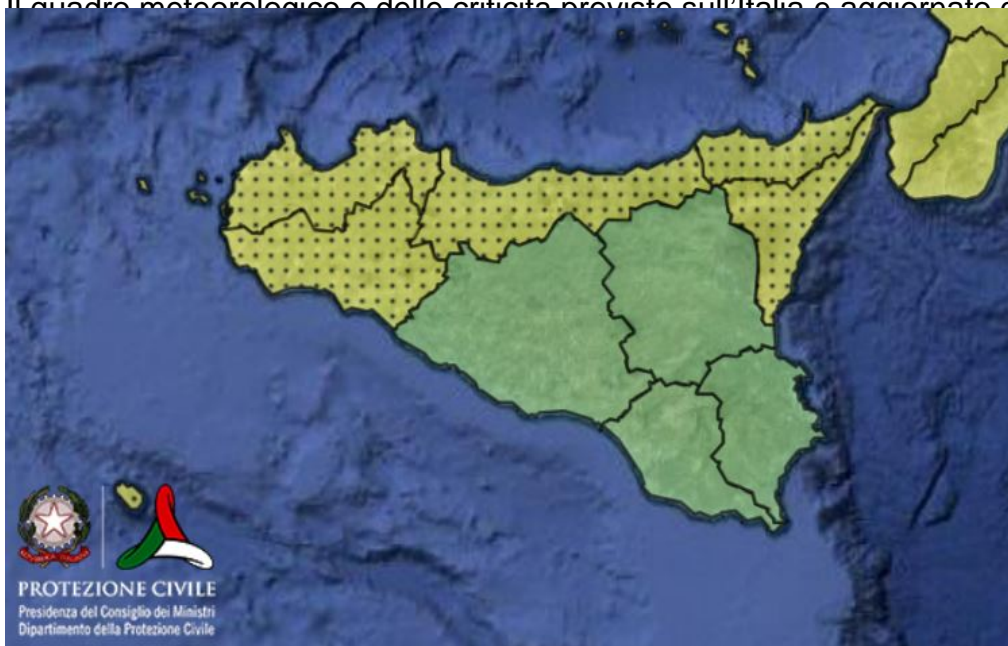 Il quadro meteorologico e delle criticità previste sull'Italia è aggiornato
PROTEZIONE CIVILE
Presidenza del Consiglio dei Ministri
Dipartimento della Protezione Civile